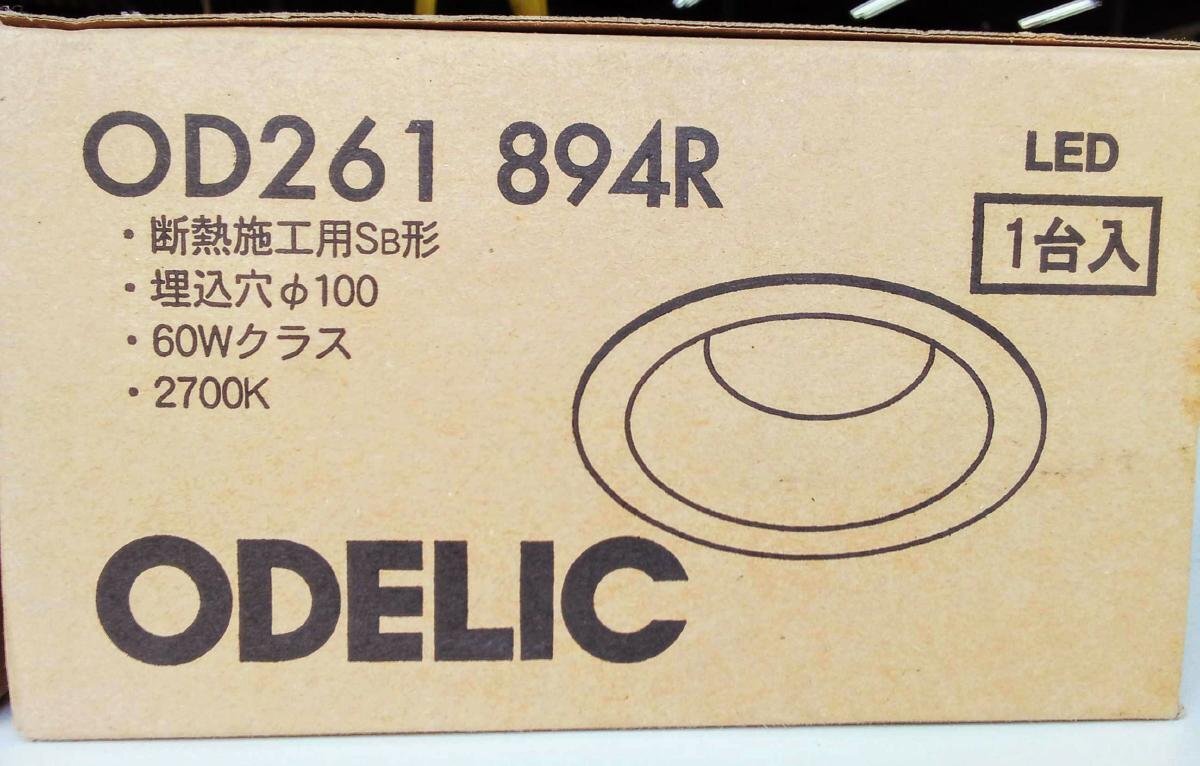 OD261 894R
・断熱施工用SB形
・埋込穴φ100
・60Wクラス
・2700K
LED
1台入
ODELIC